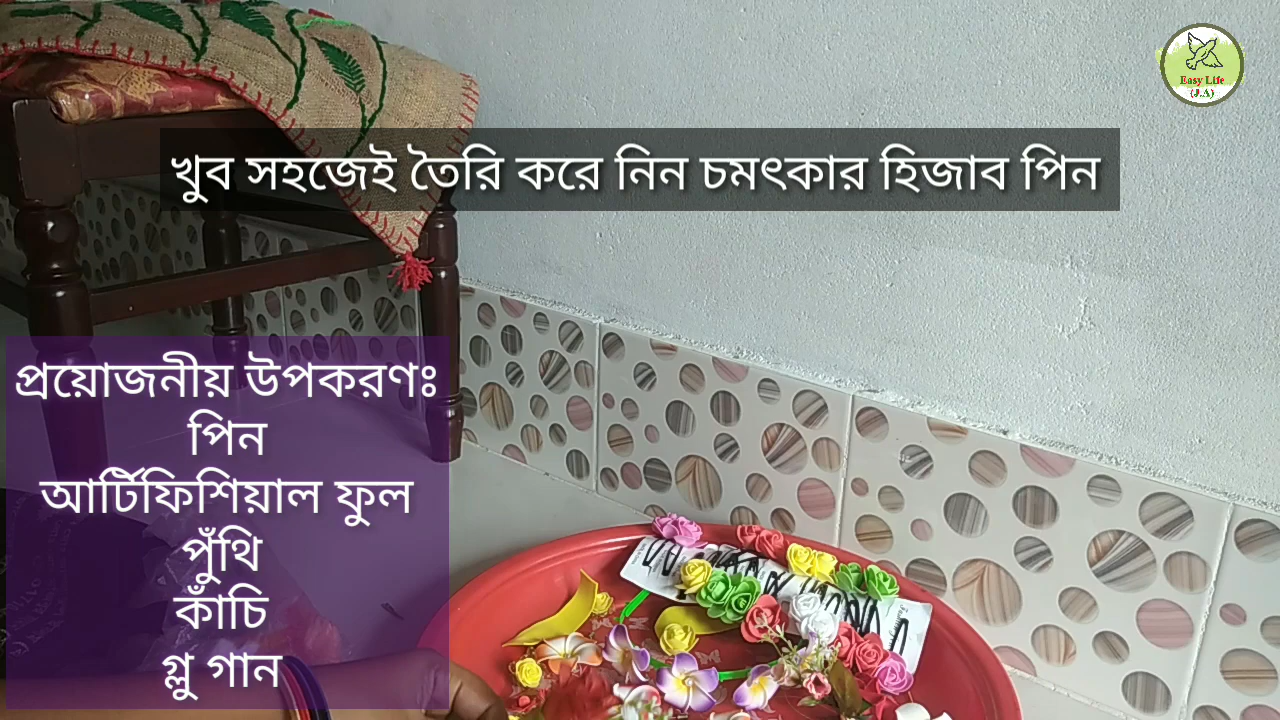 Easy Life
(J.A)
খুব সহজেই তৈরি করে নিন চমৎকার হিজাব পিন
প্রয়োজনীয় উপকরণঃ
পিন
আর্টিফিশিয়াল ফুল
পুঁথি
কাঁচি
গ্লু গান